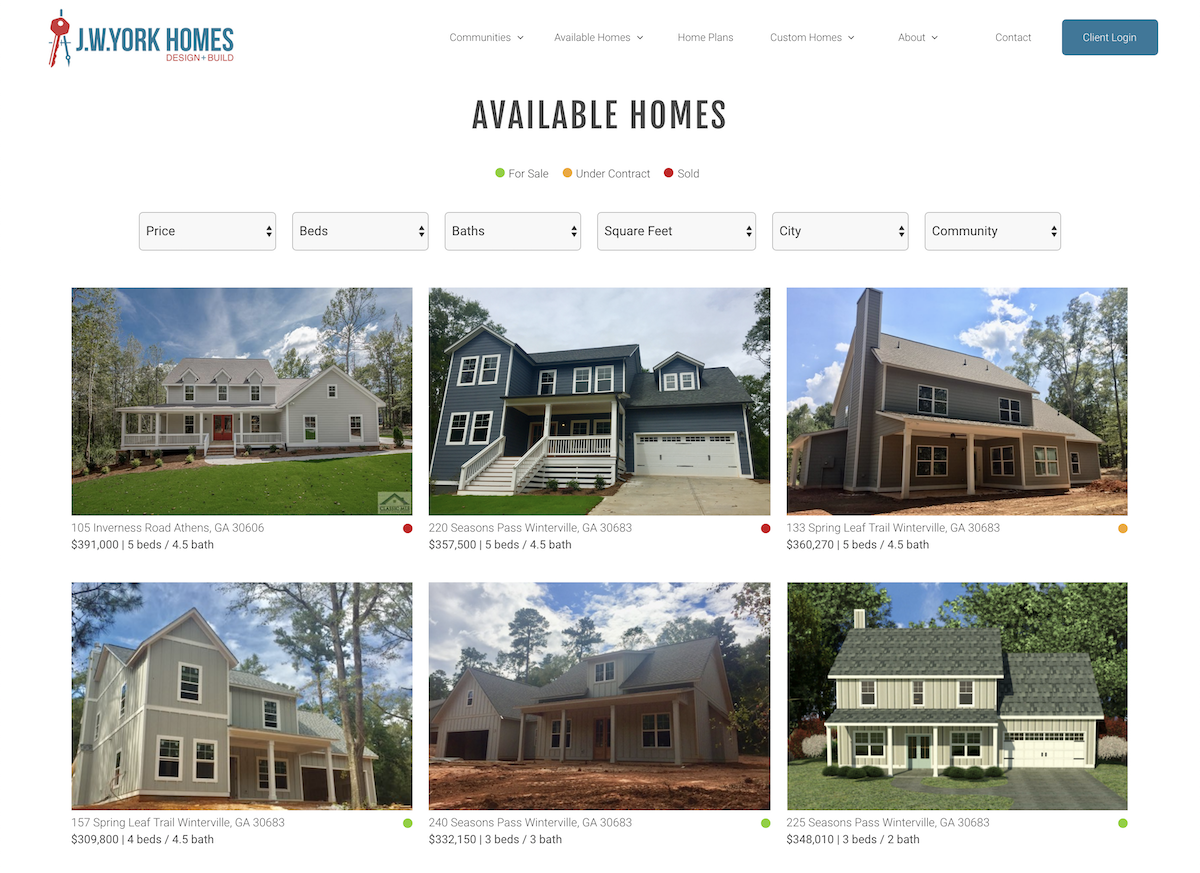 J.W.YORK HOMES
DESIGN+BUILD
Communities
Available Homes
Home Plans
Custom Homes
About
Contact
Client Login
AVAILABLE HOMES
For Sale
Under Contract
Sold
Price
Beds
Baths
Square Feet
City
Community
CLASSIC MLS
105 Inverness Road Athens, GA 30606
$391,000 | 5 beds / 4.5 bath
220 Seasons Pass Winterville, GA 30683
$357,500 | 5 beds / 4.5 bath
133 Spring Leaf Trail Winterville, GA 30683
$360,270 | 5 beds / 4.5 bath
157 Spring Leaf Trail Winterville, GA 30683
$309,800 | 4 beds / 4.5 bath
240 Seasons Pass Winterville, GA 30683
$332,150 | 3 beds / 3 bath
225 Seasons Pass Winterville, GA 30683
$348,010 | 3 beds / 2 bath